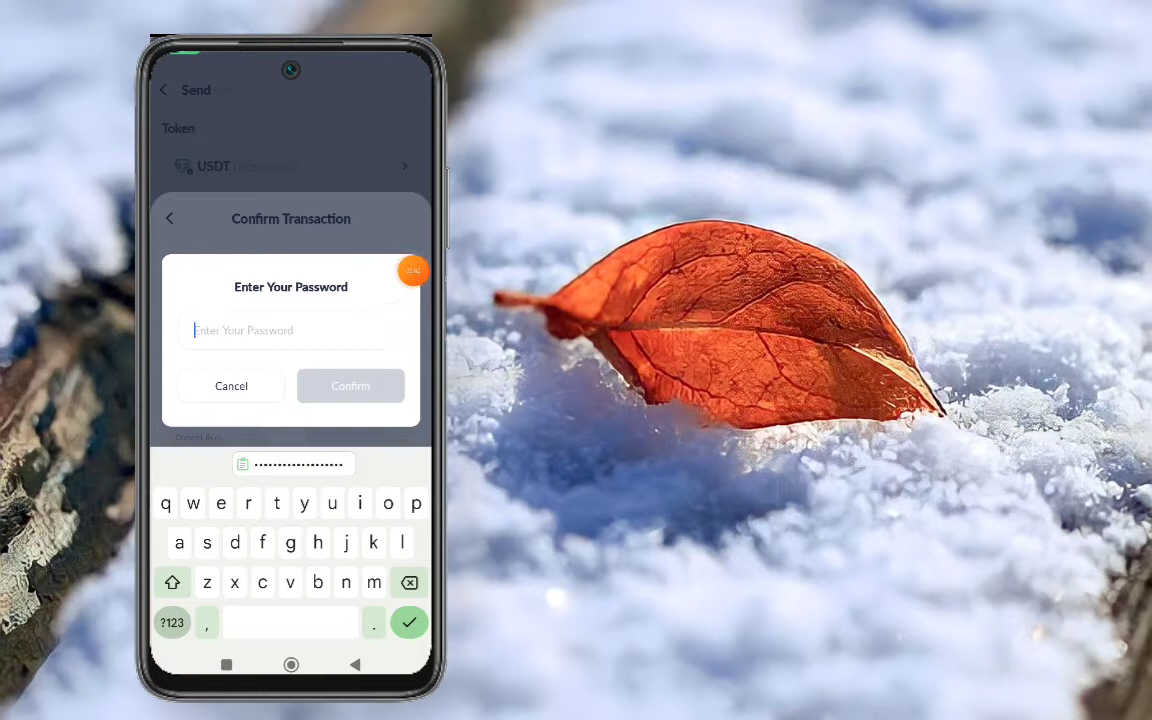 Send
Token
USDT
Confirm Transaction
Enter Your Password
Enter Your Password
Cancel
Confirm
•••••••••••••••••••
q w e r t y u i o p
a s d f g h j k l
z x c v b n m
?123 , .